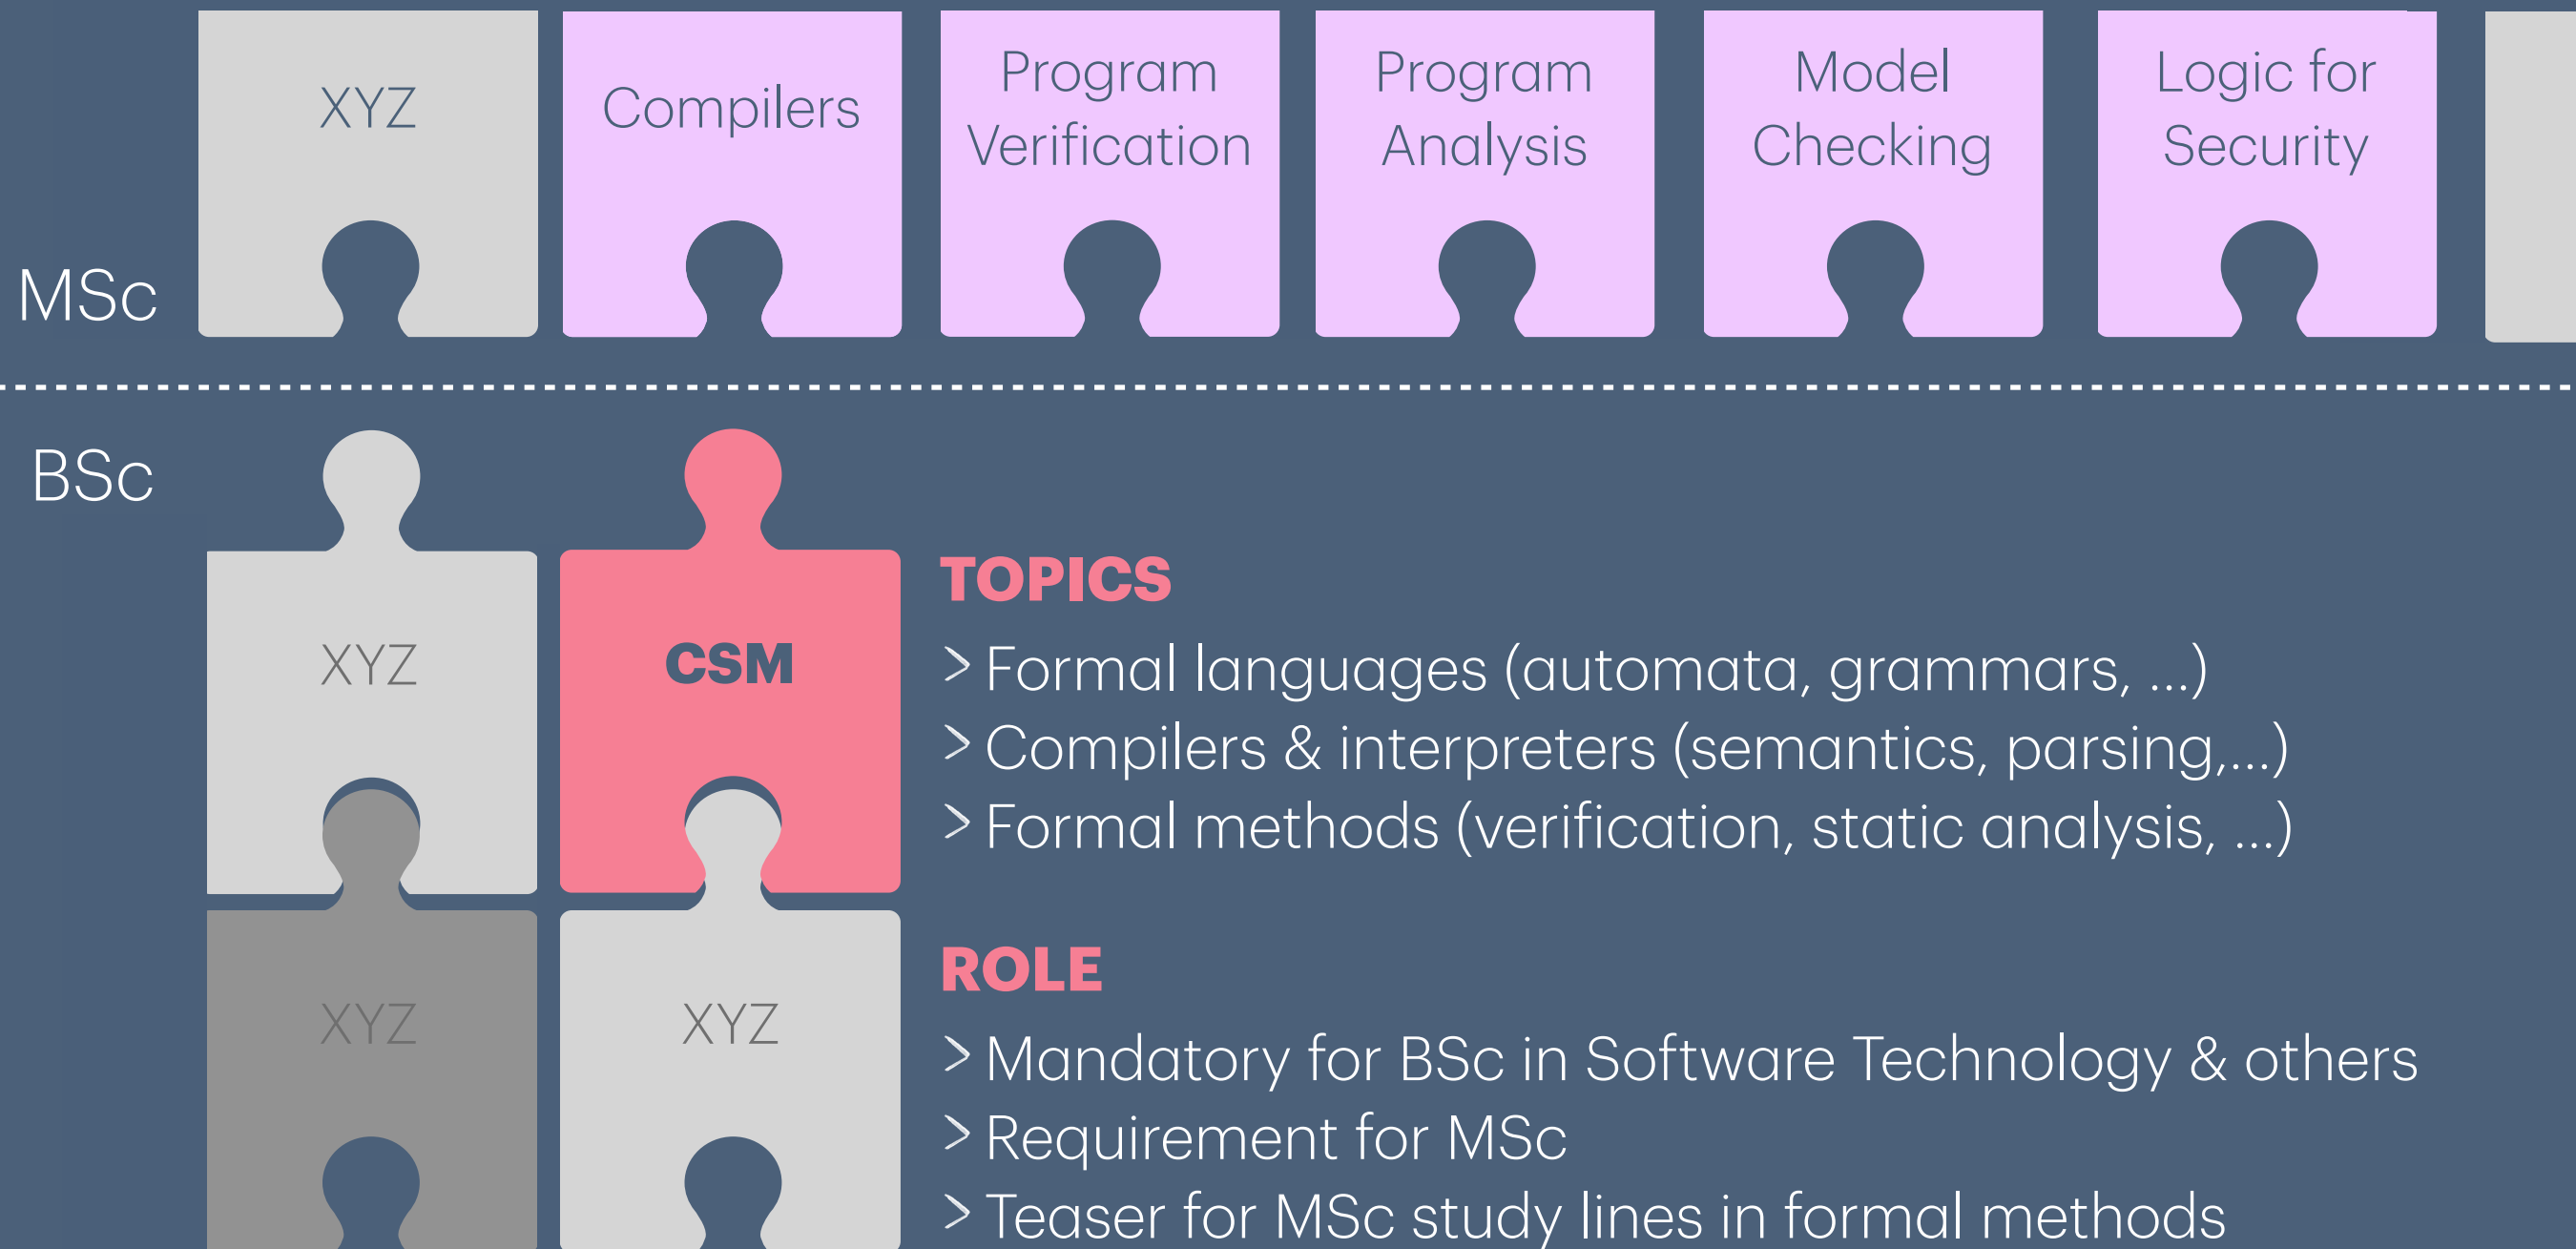 XYZ
Compilers
Program
Verification
Program
Analysis
Model
Checking
Logic for
Security
MSc
BSc
XYZ
CSM
XYZ
XYZ
TOPICS
> Formal languages (automata, grammars, ...)
> Compilers & interpreters (semantics, parsing,...)
> Formal methods (verification, static analysis, ...)
ROLE
> Mandatory for BSc in Software Technology & others
> Requirement for MSc
> Teaser for MSc study lines in formal methods